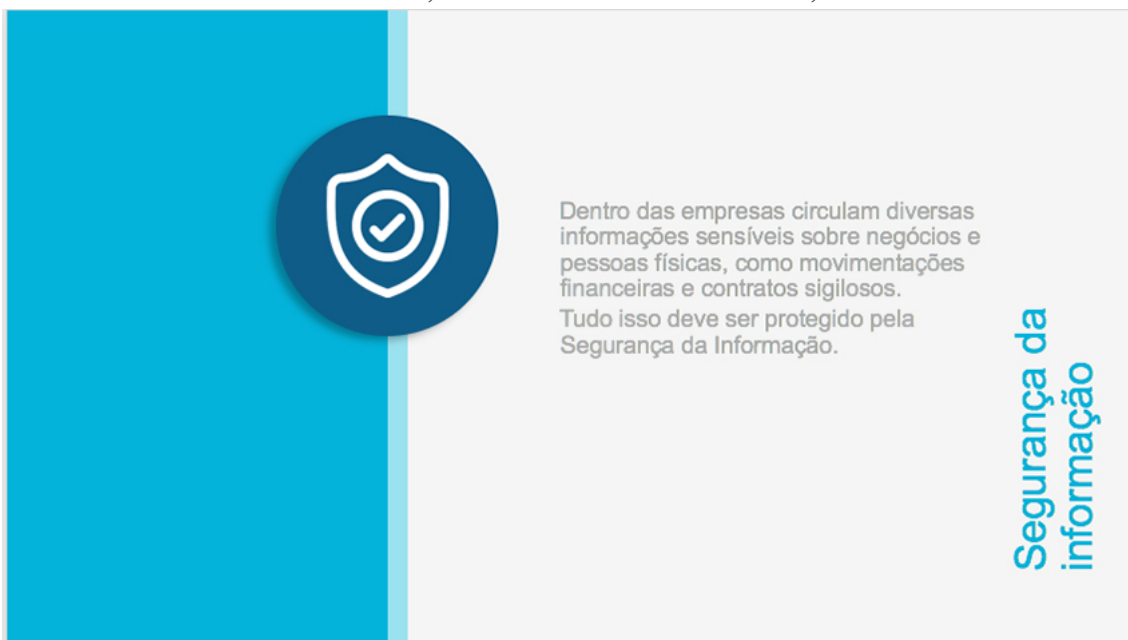 Dentro das empresas circulam diversas
informações sensíveis sobre negócios e
pessoas físicas, como movimentações
financeiras e contratos sigilosos.
Tudo isso deve ser protegido pela
Segurança da Informação.
Segurança da
informação